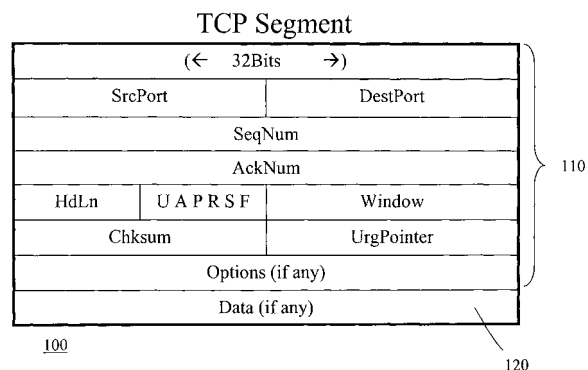 TCP Segment
(← 32Bits →)
SrcPort DestPort
SeqNum
AckNum
110
HdLn U A P R S F Window
Chksum UrgPointer
Options (if any)
Data (if any)
100
120